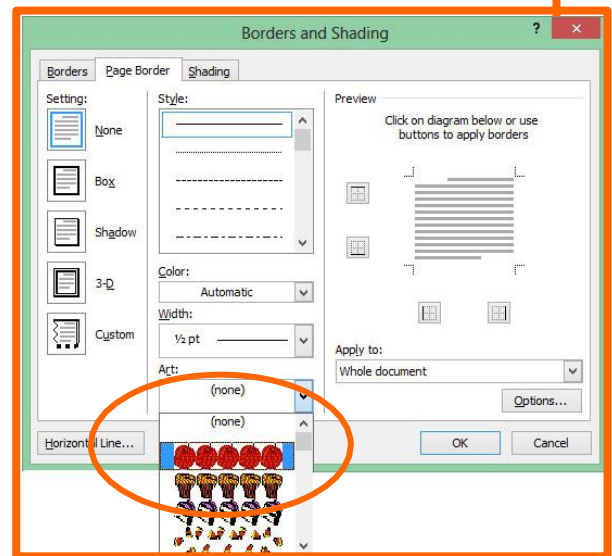 Borders and Shading ? ×
Borders Page Border Shading
Setting:
None
Box
Shadow
3-D
Custom
Style:
Color:
Automatic
Width:
½ pt
Art:
(none)
(none)
Preview
Click on diagram below or use
buttons to apply borders
Apply to:
Whole document
Options...
Horizontal Line...
OK Cancel